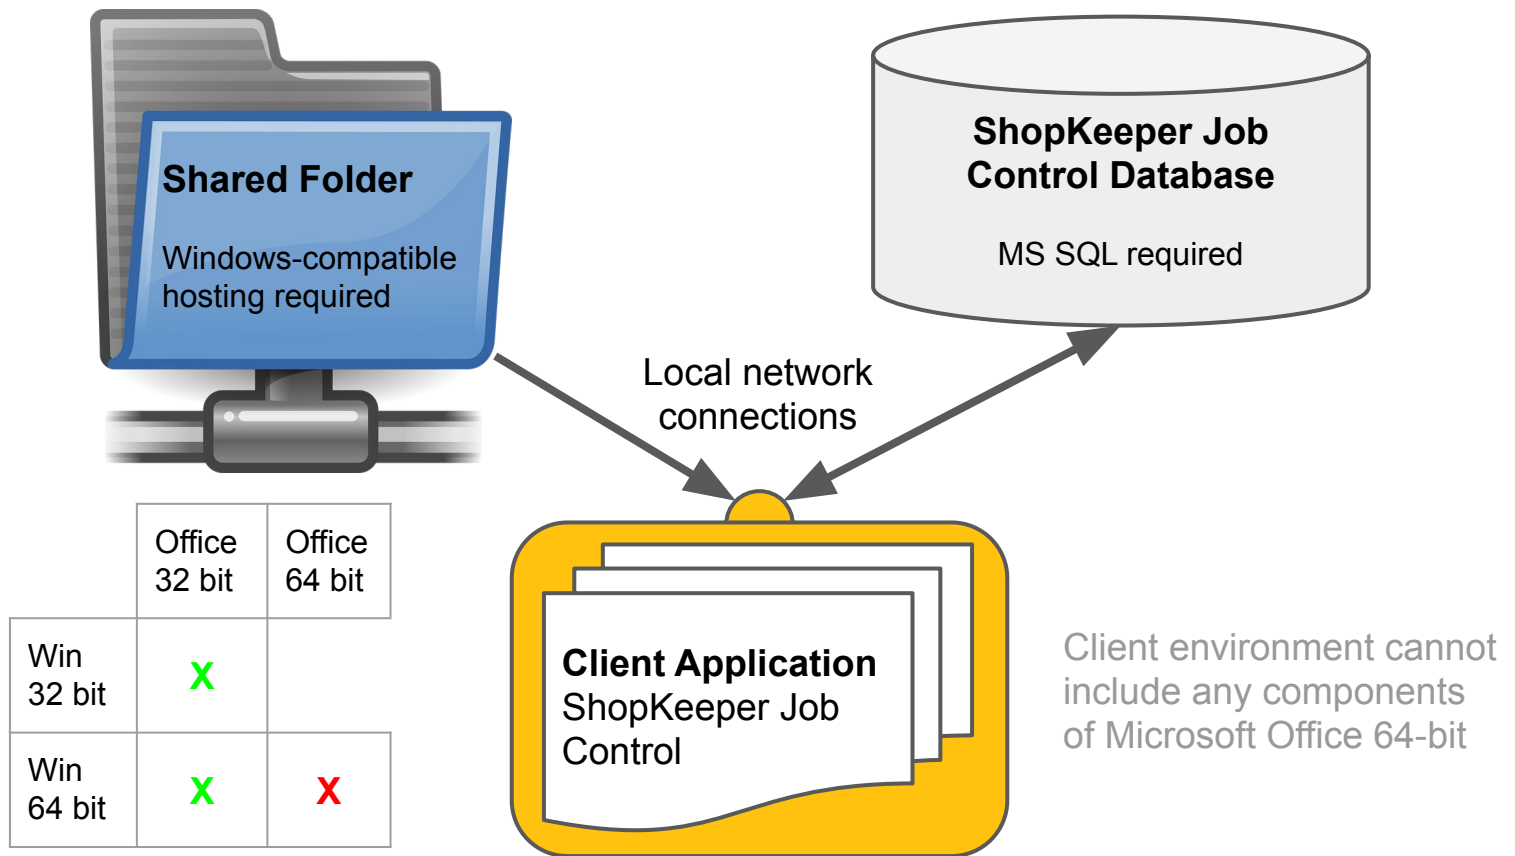 Shared Folder
Windows-compatible
hosting required
ShopKeeper Job
Control Database
MS SQL required
Local network
connections
Office
32 bit
Office
64 bit
Win
32 bit
X
Win
64 bit
X
X
Client Application
ShopKeeper Job
Control
Client environment cannot
include any components
of Microsoft Office 64-bit